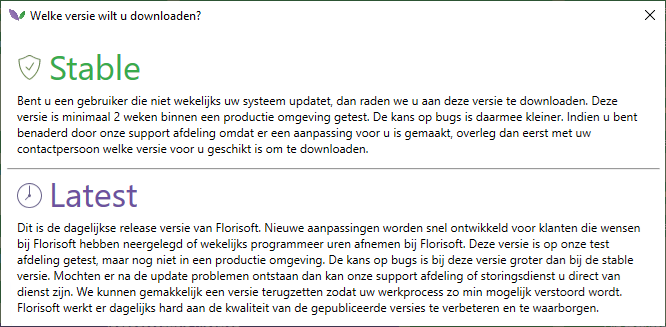 Welke versie wilt u downloaden?
Stable
Bent u een gebruiker die niet wekelijks uw systeem updatet, dan raden we u aan deze versie te downloaden. Deze
versie is minimaal 2 weken binnen een productie omgeving getest. De kans op bugs is daarmee kleiner. Indien u bent
benaderd door onze support afdeling omdat er een aanpassing voor u is gemaakt, overleg dan eerst met uw
contactpersoon welke versie voor u geschikt is om te downloaden.
Latest
Dit is de dagelijkse release versie van Florisoft. Nieuwe aanpassingen worden snel ontwikkeld voor klanten die wensen
bij Florisoft hebben neergelegd of wekelijks programmeer uren afnemen bij Florisoft. Deze versie is op onze test
afdeling getest, maar nog niet in een productie omgeving. De kans op bugs is bij deze versie groter dan bij de stable
versie. Mochten er na de update problemen ontstaan dan kan onze support afdeling of storingsdienst u direct van
dienst zijn. We kunnen gemakkelijk een versie terugzetten zodat uw werkproces zo min mogelijk verstoord wordt.
Florisoft werkt er dagelijks hard aan de kwaliteit van de gepubliceerde versies te verbeteren en te waarborgen.